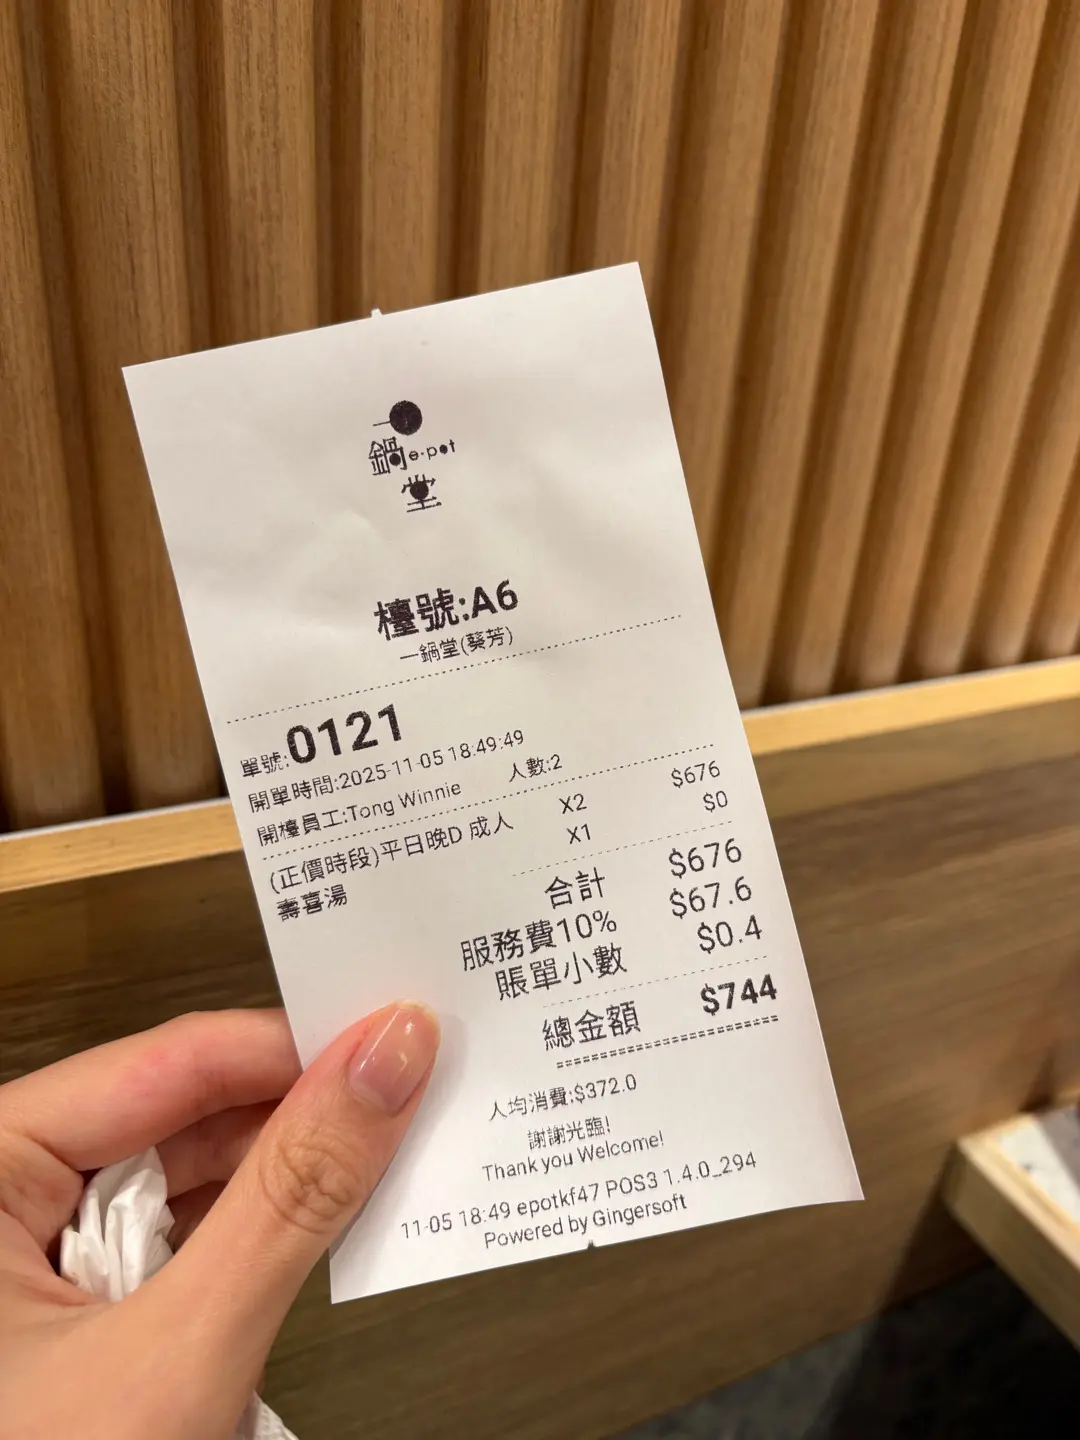 一
鍋 e·pot
堂
檯號:A6
一鍋堂(葵芳)
單號:0121
開單時間:2025-11-05 18:49:49
開檯員工:Tong Winnie 人數:2
(正價時段)平日晚D 成人 X2 $676
壽喜湯 X1 $0
合計 $676
服務費10% $67.6
賬單小數 $0.4
總金額 $744
人均消費:$372.0
謝謝光臨!
Thank you Welcome!
11-05 18:49 epotkf47 POS3 1.4.0_294
Powered by Gingersoft